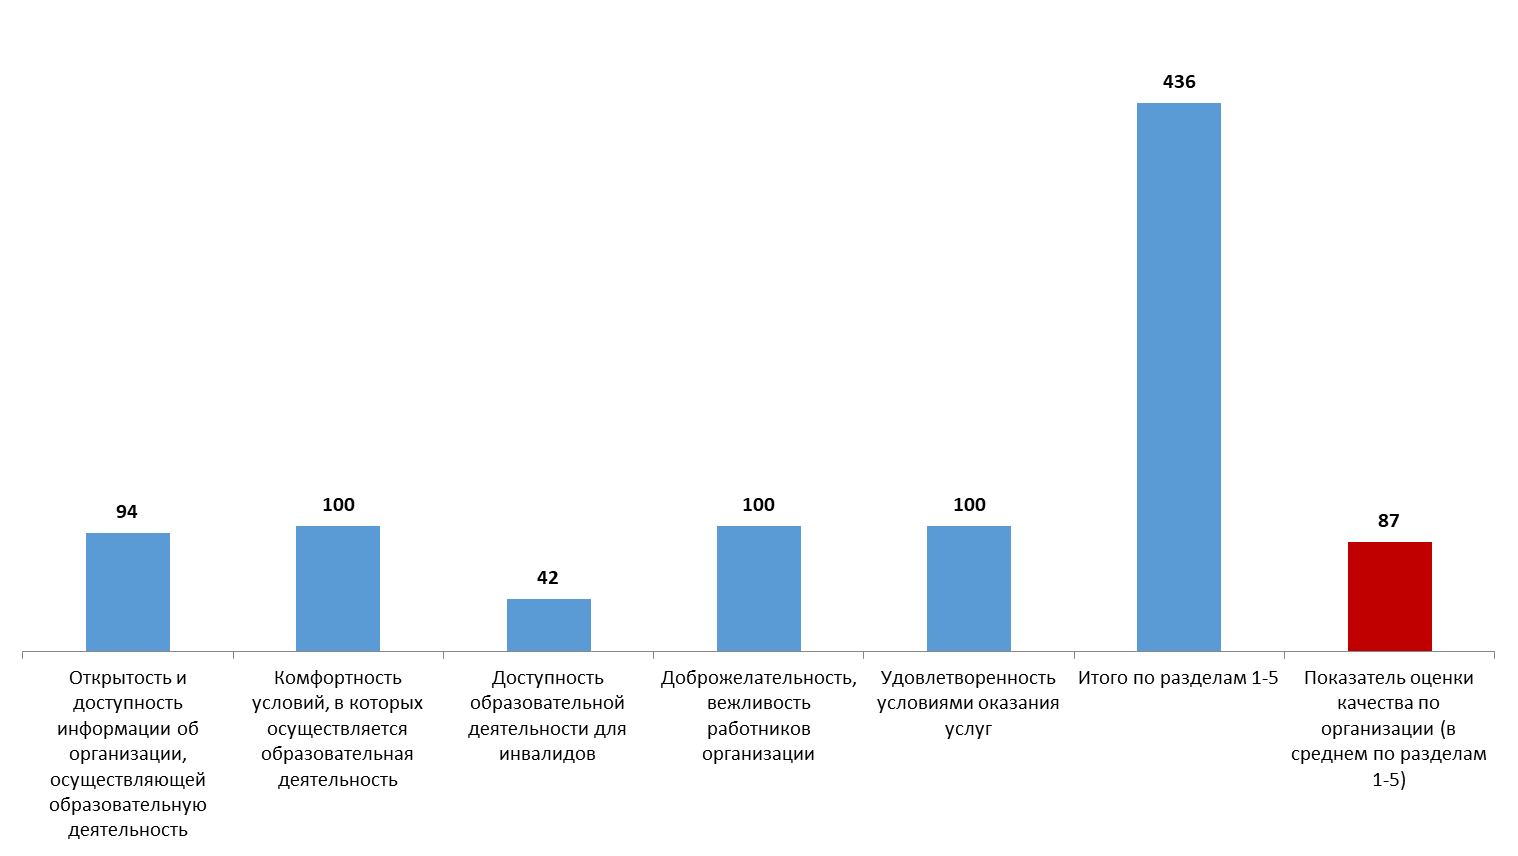 436
94
100
42
100
100
87
Открытость и
доступность
информации об
организации,
осуществляющей
образовательную
деятельность
Комфортность
условий, в которых
осуществляется
образовательная
деятельность
Доступность
образовательной
деятельности для
инвалидов
Доброжелательность,
вежливость
работников
организации
Удовлетворенность
условиями оказания
услуг
Итого по разделам 1-5
Показатель оценки
качества по
организации (в
среднем по разделам
1-5)